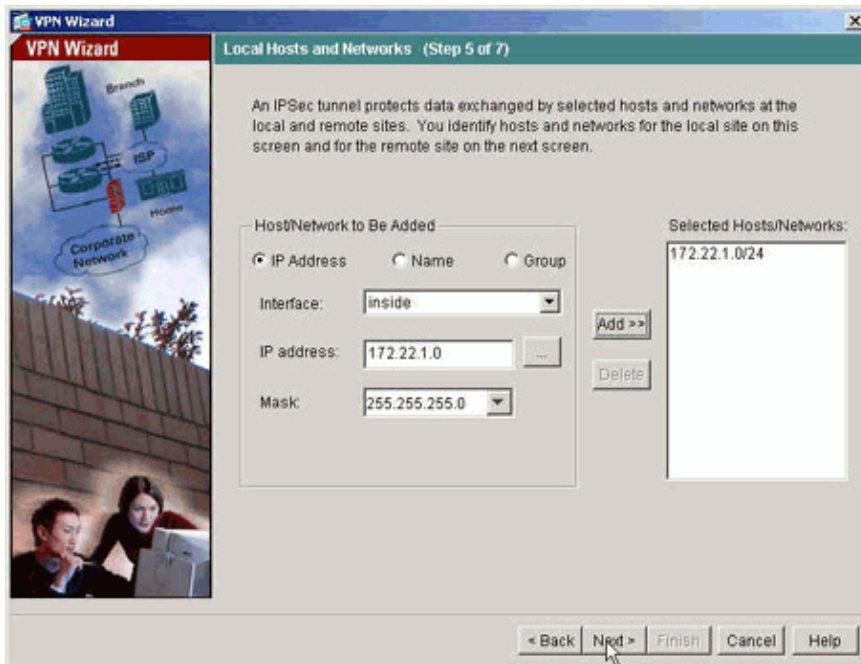 VPN Wizard
VPN Wizard
Local Hosts and Networks (Step 5 of 7)
Branch
ISP
Home
Corporate
Network
An IPSec tunnel protects data exchanged by selected hosts and networks at the
local and remote sites. You identify hosts and networks for the local site on this
screen and for the remote site on the next screen.
Host/Network to Be Added
IP Address
Name
Group
Interface:
inside
IP address:
172.22.1.0
...
Mask:
255.255.255.0
Add >>
Delete
Selected Hosts/Networks:
172.22.1.0/24
< Back
Next >
Finish
Cancel
Help